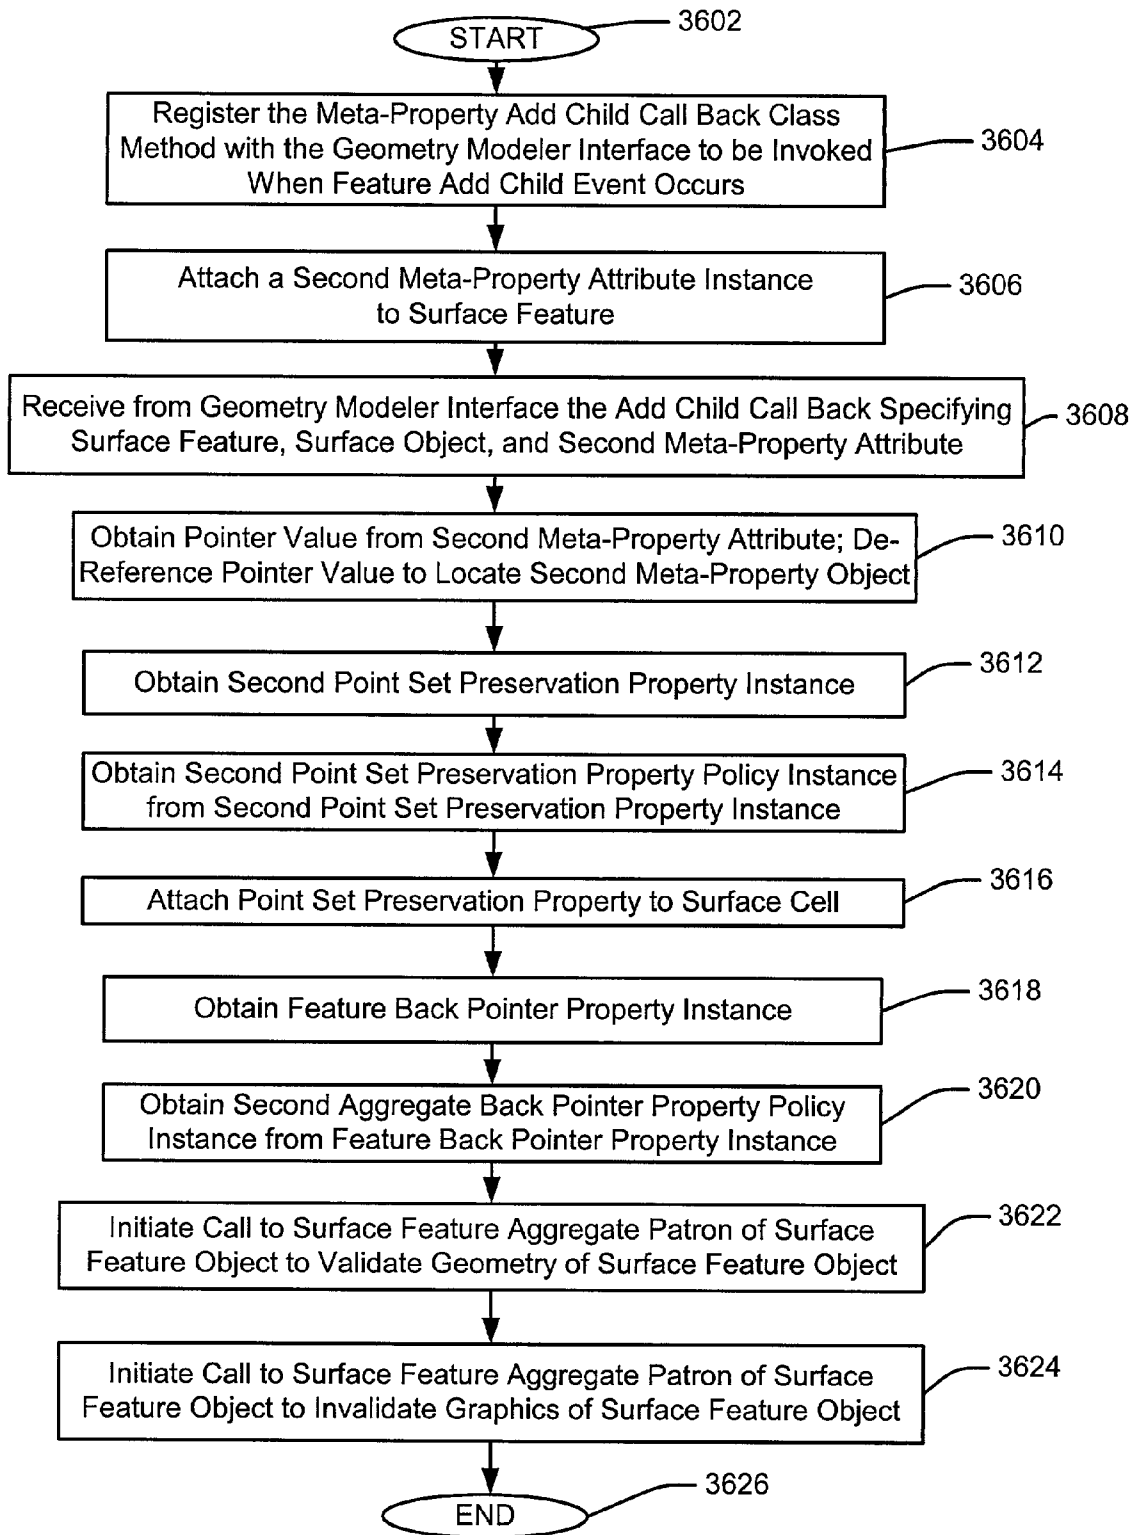 START
3602
Register the Meta-Property Add Child Call Back Class
Method with the Geometry Modeler Interface to be Invoked
When Feature Add Child Event Occurs
3604
Attach a Second Meta-Property Attribute Instance
to Surface Feature
3606
Receive from Geometry Modeler Interface the Add Child Call Back Specifying
Surface Feature, Surface Object, and Second Meta-Property Attribute
3608
Obtain Pointer Value from Second Meta-Property Attribute; De-
Reference Pointer Value to Locate Second Meta-Property Object
3610
Obtain Second Point Set Preservation Property Instance
3612
Obtain Second Point Set Preservation Property Policy Instance
from Second Point Set Preservation Property Instance
3614
Attach Point Set Preservation Property to Surface Cell
3616
Obtain Feature Back Pointer Property Instance
3618
Obtain Second Aggregate Back Pointer Property Policy
Instance from Feature Back Pointer Property Instance
3620
Initiate Call to Surface Feature Aggregate Patron of Surface
Feature Object to Validate Geometry of Surface Feature Object
3622
Initiate Call to Surface Feature Aggregate Patron of Surface
Feature Object to Invalidate Graphics of Surface Feature Object
3624
END
3626